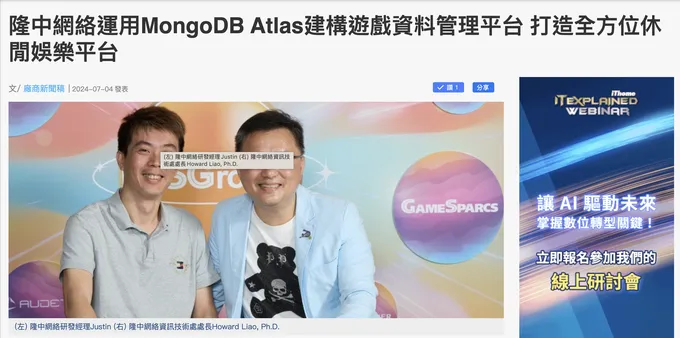 隆中網絡運用MongoDB Atlas建構遊戲資料管理平台 打造全方位休
閒娛樂平台
文/ 廠商新聞稿 | 2024-07-04 發表
讚！
分享
(左) 隆中網絡研發經理Justin (右) 隆中網絡資訊技
術處處長Howard Liao, Ph.D.
SGro
GAMESPARCS
AUDET
(左) 隆中網絡研發經理Justin (右) 隆中網絡資訊技術處處長Howard Liao, Ph.D.
iThome
iTEXPLAINED
WEBINAR
讓 AI 驅動未來
掌握數位轉型關鍵！
立即報名參加我們的
線上研討會